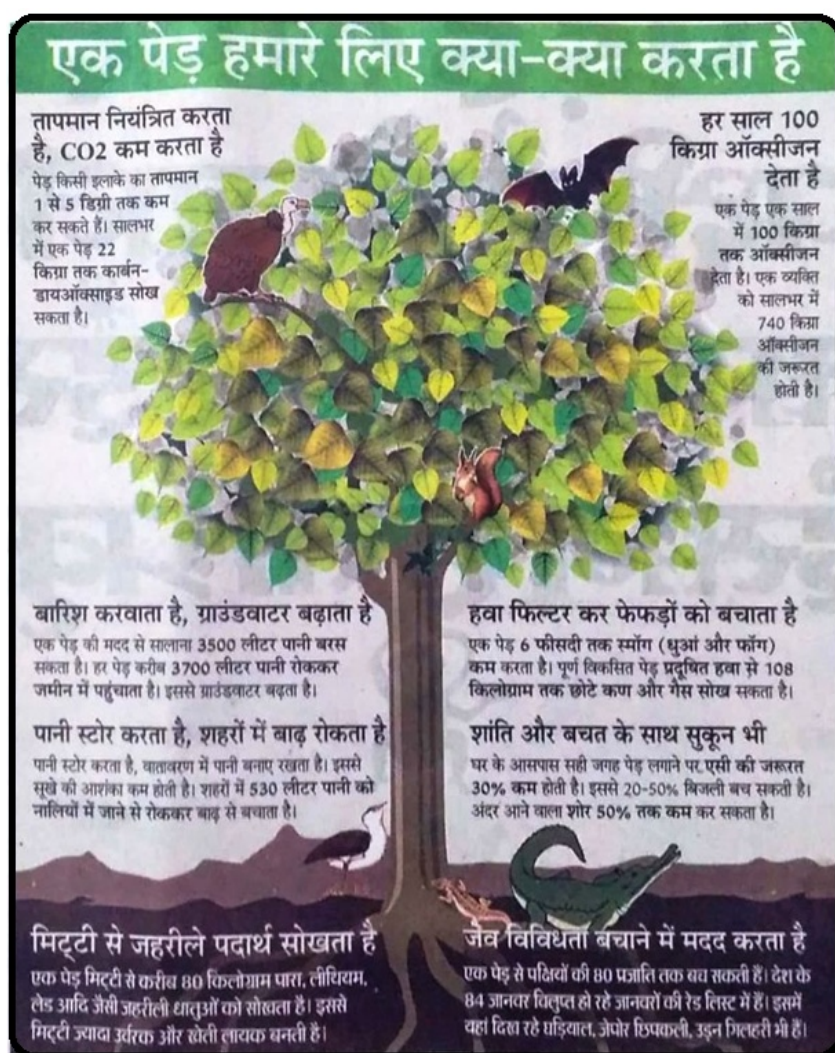 एक पेड़ हमारे लिए क्या-क्या करता है
तापमान नियंत्रित करता
है, CO2 कम करता है
पेड़ किसी इलाके का तापमान
1 से 5 डिग्री तक कम
कर सकते हैं। सालभर
में एक पेड़ 22
किग्रा तक कार्बन-
डायऑक्साइड सोख
सकता है।
हर साल 100
किग्रा ऑक्सीजन
देता है
एक पेड़ एक साल
में 100 किग्रा
तक ऑक्सीजन
देता है। एक व्यक्ति
को सालभर में
740 किग्रा
ऑक्सीजन
की जरूरत
होती है।
बारिश करवाता है, ग्राउंडवाटर बढ़ाता है
एक पेड़ की मदद से सालाना 3500 लीटर पानी बरस
सकता है। हर पेड़ करीब 3700 लीटर पानी रोककर
जमीन में पहुंचाता है। इससे ग्राउंडवाटर बढ़ता है।
हवा फिल्टर कर फेफड़ों को बचाता है
एक पेड़ 6 फीसदी तक स्मॉग (धुआं और फॉग)
कम करता है। पूर्ण विकसित पेड़ प्रदूषित हवा से 108
किलोग्राम तक छोटे कण और गैस सोख सकता है।
पानी स्टोर करता है, शहरों में बाढ़ रोकता है
पानी स्टोर करता है, वातावरण में पानी बनाए रखता है। इससे
सूखे की आशंका कम होती है। शहरों में 530 लीटर पानी को
नालियों में जाने से रोककर बाढ़ से बचाता है।
शांति और बचत के साथ सुकून भी
घर के आसपास सही जगह पेड़ लगाने पर एसी की जरूरत
30% कम होती है। इससे 20-50% बिजली बच सकती है।
अंदर आने वाला शोर 50% तक कम कर सकता है।
मिट्टी से जहरीले पदार्थ सोखता है
एक पेड़ मिट्टी से करीब 80 किलोग्राम पारा, लीथियम,
लेड आदि जैसी जहरीली धातुओं को सोखता है। इससे
मिट्टी ज्यादा उर्वरक और खेती लायक बनती है।
जैव विविधता बचाने में मदद करता है
एक पेड़ से पक्षियों की 80 प्रजाति तक बच सकती हैं। देश के
84 जानवर विलुप्त हो रहे जानवरों की रेड लिस्ट में हैं। इसमें
यहां दिख रहे घड़ियाल, जेपोर छिपकली, उड़न गिलहरी भी हैं।